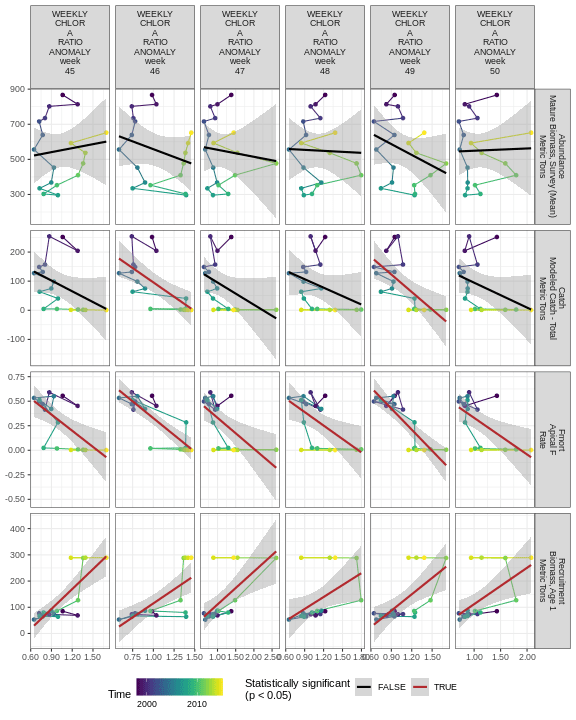 WEEKLY CHLOR A RATIO ANOMALY week 45
WEEKLY CHLOR A RATIO ANOMALY week 46
WEEKLY CHLOR A RATIO ANOMALY week 47
WEEKLY CHLOR A RATIO ANOMALY week 48
WEEKLY CHLOR A RATIO ANOMALY week 49
WEEKLY CHLOR A RATIO ANOMALY week 50
900
700
500
300
Abundance
Mature Biomass, Survey (Mean)
Metric Tons
200
100
0
-100
Catch
Modeled Catch - Total
Metric Tons
0.75
0.50
0.25
0.00
-0.25
-0.50
Fmort
Apical F
Rate
400
300
200
100
0
Recruitment
Biomass, Age 1
Metric Tons
0.60 0.90 1.20 1.50
0.75 1.00 1.25 1.50
1.00 1.50 2.00 2.50
0.60 0.90 1.20 1.50 1.80
0.60 0.90 1.20 1.50
1.00 1.50 2.00
Time
2000 2010
Statistically significant
(p < 0.05)
FALSE TRUE